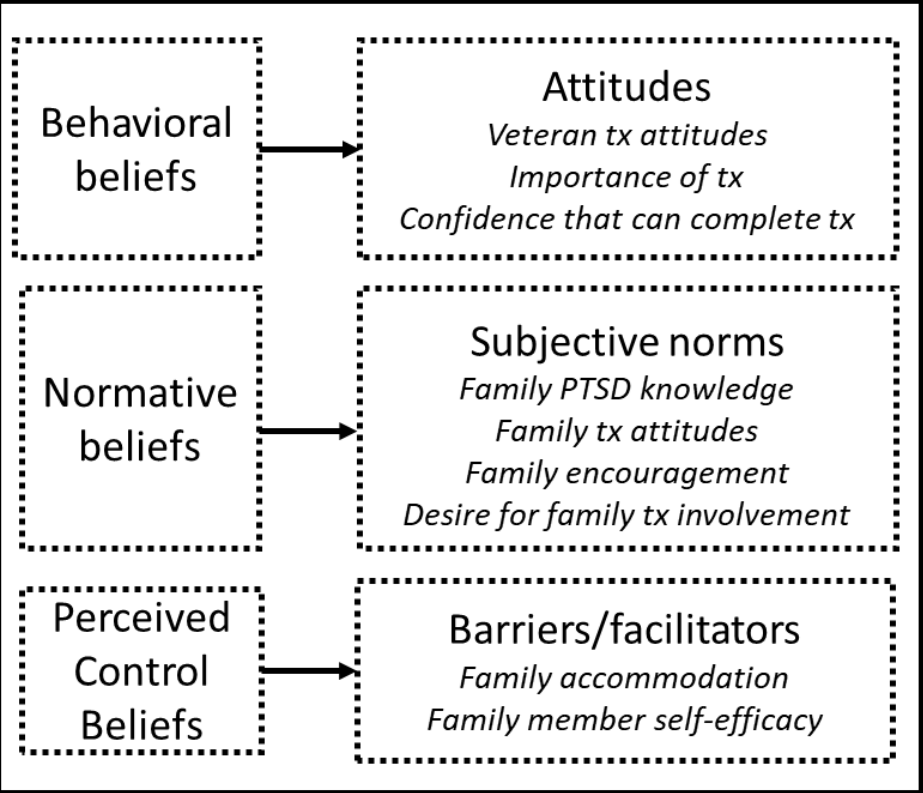 Behavioral
beliefs
Attitudes
Veteran tx attitudes
Importance of tx
Confidence that can complete tx
Normative
beliefs
Subjective norms
Family PTSD knowledge
Family tx attitudes
Family encouragement
Desire for family tx involvement
Perceived
Control
Beliefs
Barriers/facilitators
Family accommodation
Family member self-efficacy